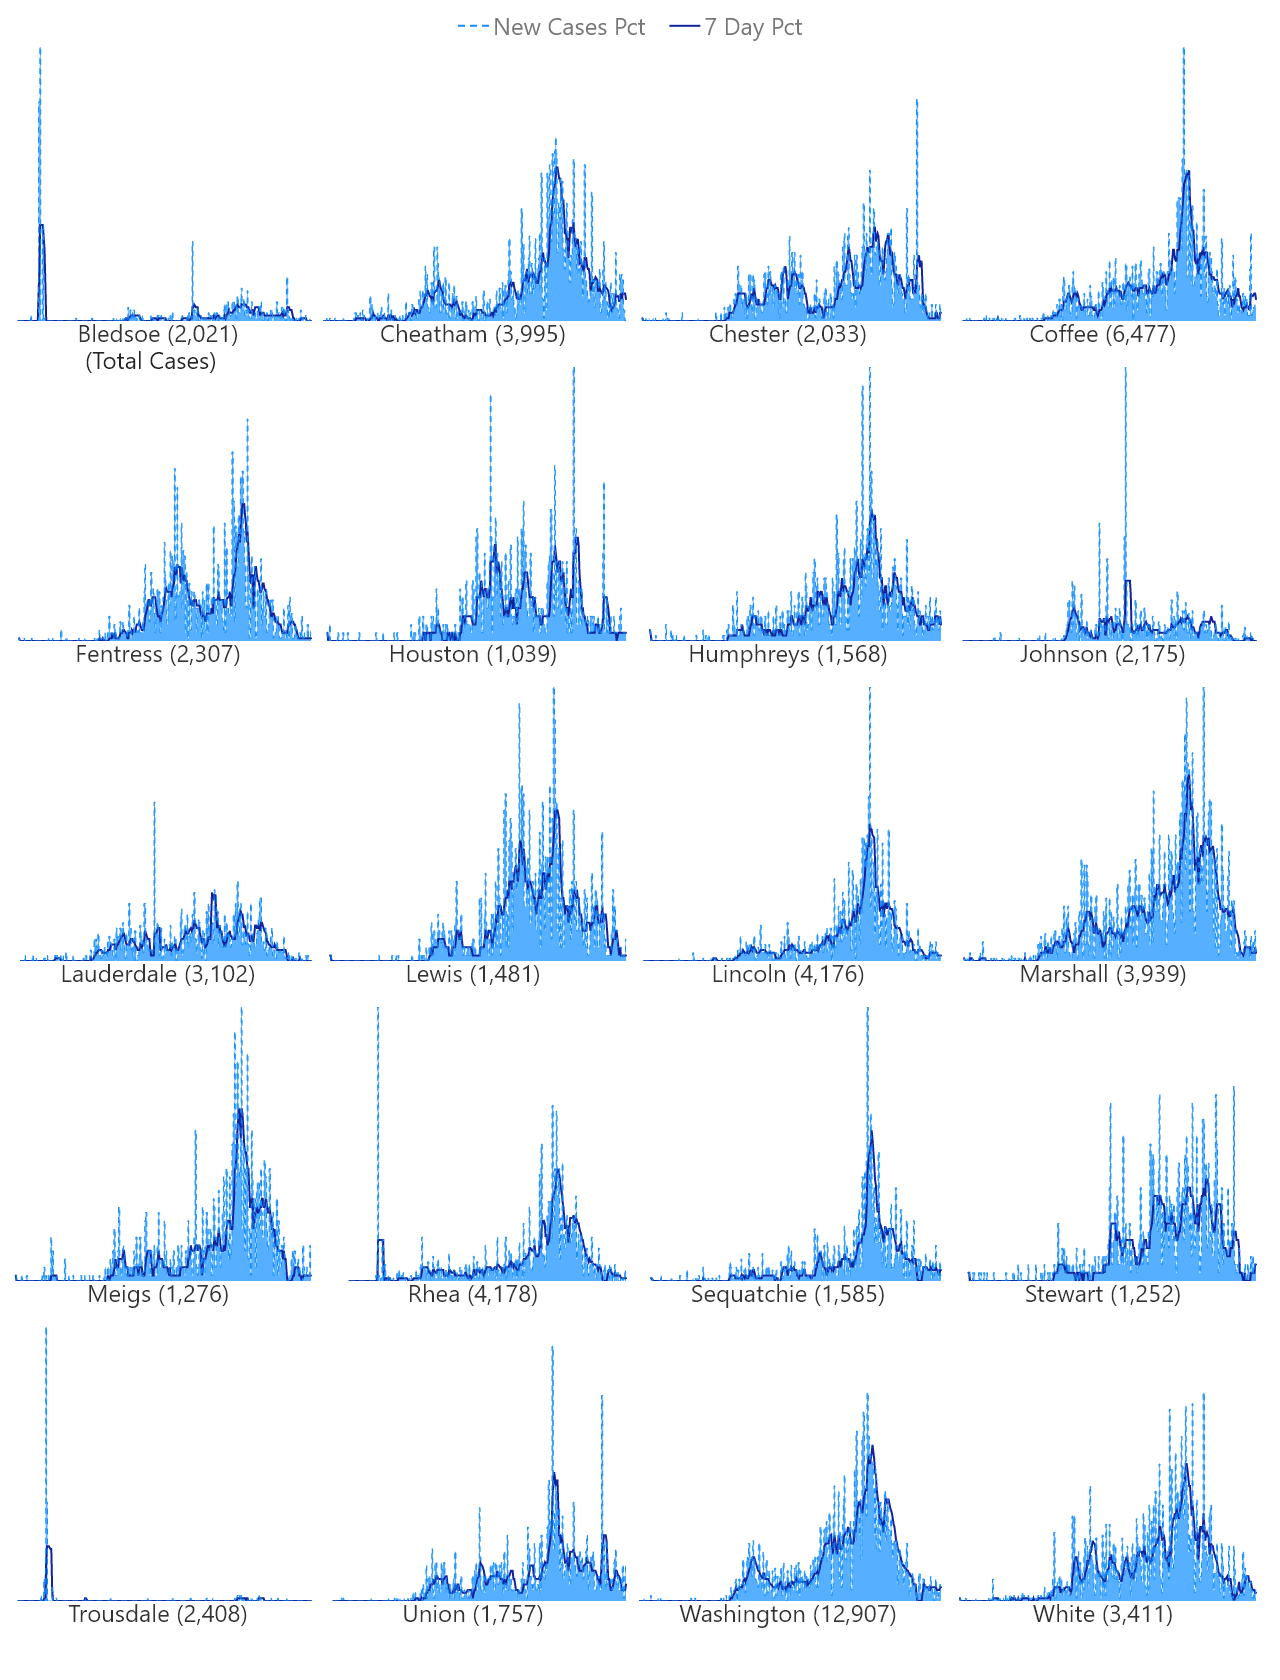 New Cases Pct 7 Day Pct
Bledsoe (2,021) Cheatham (3,995) Chester (2,033) Coffee (6,477)
(Total Cases)
Fentress (2,307) Houston (1,039) Humphreys (1,568) Johnson (2,175)
Lauderdale (3,102) Lewis (1,481) Lincoln (4,176) Marshall (3,939)
Meigs (1,276) Rhea (4,178) Sequatchie (1,585) Stewart (1,252)
Trousdale (2,408) Union (1,757) Washington (12,907) White (3,411)